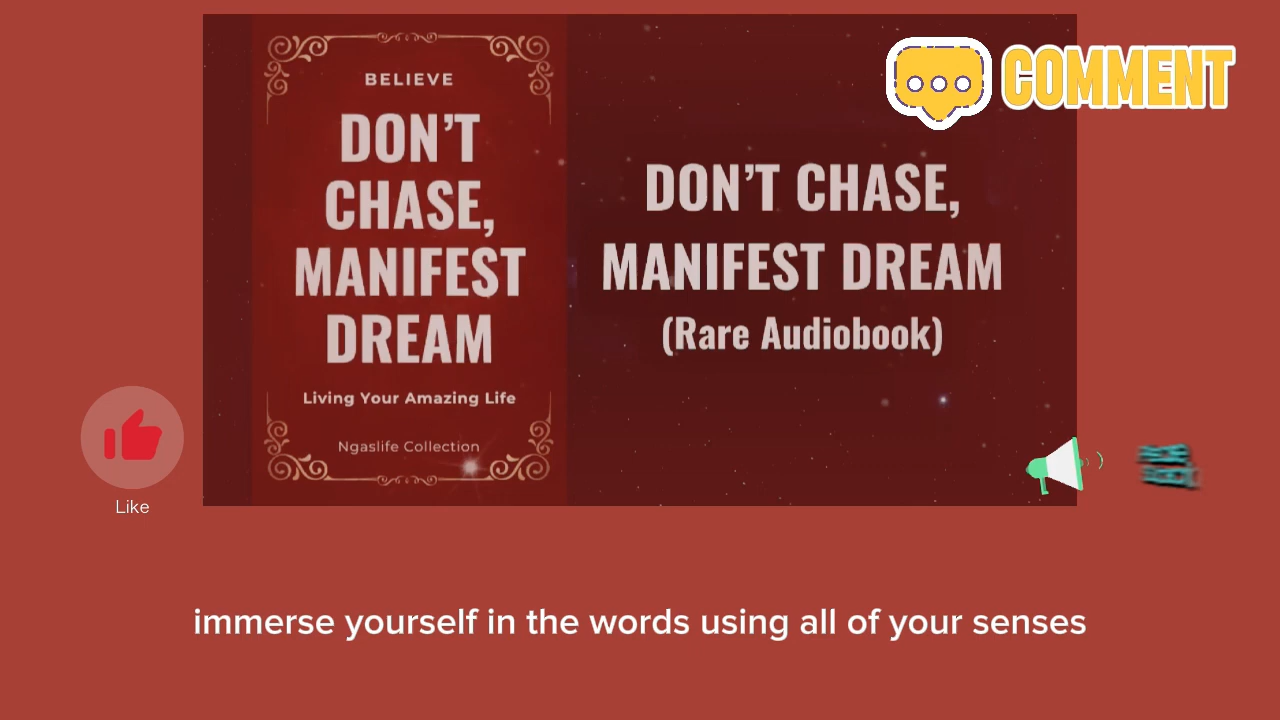 BELIEVE
DON'T
CHASE,
MANIFEST
DREAM
Living Your Amazing Life
Ngaslife Collection
DON'T CHASE,
MANIFEST DREAM
(Rare Audiobook)
COMMENT
Like
immerse yourself in the words using all of your senses